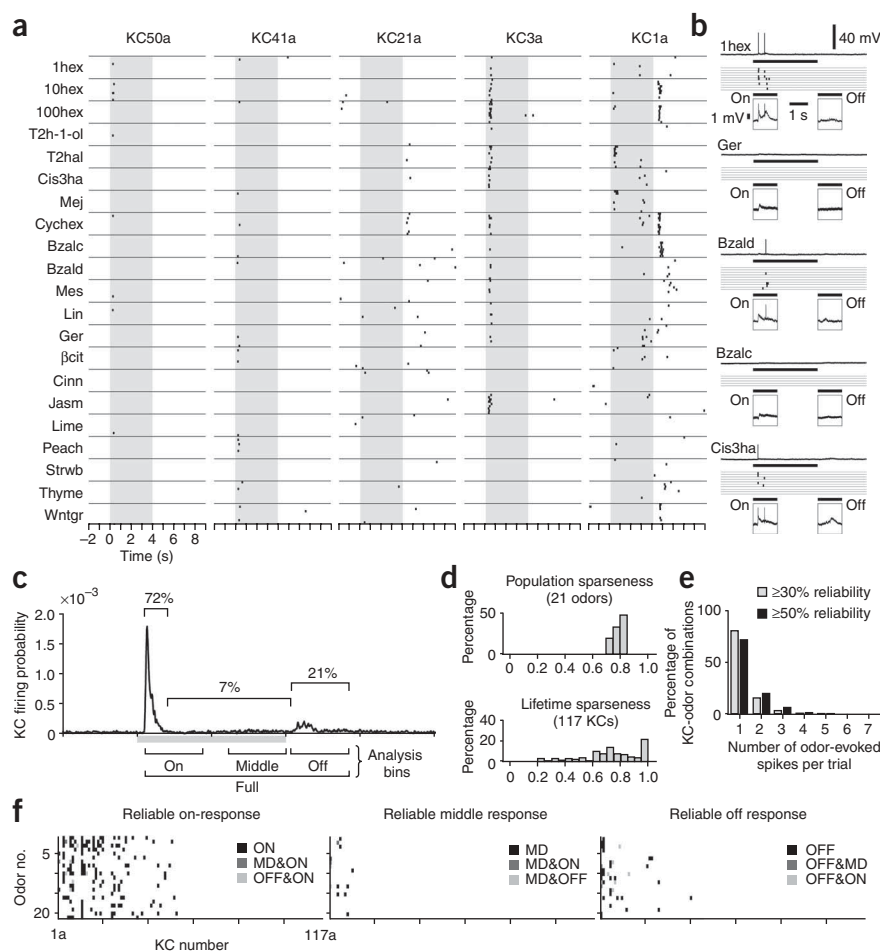 a
KC50a KC41a KC21a KC3a KC1a
1hex
10hex
100hex
T2h-1-ol
T2hal
Cis3ha
Mej
Cychex
Bzalc
Bzald
Mes
Lin
Ger
βcit
Cinn
Jasm
Lime
Peach
Strwb
Thyme
Wntgr
−2 0 2 4 6 8
Time (s)
b
1hex
40 mV
On Off
1 mV
1 s
Ger
On Off
Bzald
On Off
Bzalc
On Off
Cis3ha
On Off
c
×10⁻³
72%
7%
21%
2.0
1.5
1.0
0.5
0
KC firing probability
On Middle Off
Full
Analysis
bins
d
Population sparseness
(21 odors)
Percentage
50
0
0 0.2 0.4 0.6 0.8 1.0
Lifetime sparseness
(117 KCs)
Percentage
40
30
20
10
0
0 0.2 0.4 0.6 0.8 1.0
e
≥30% reliability
≥50% reliability
Percentage of
KC-odor combinations
100
50
0
1 2 3 4 5 6 7
Number of odor-evoked
spikes per trial
f
Reliable on-response
Odor no.
5
20
ON
MD&ON
OFF&ON
1a 117a
KC number
Reliable middle response
MD
MD&ON
MD&OFF
Reliable off response
OFF
OFF&MD
OFF&ON